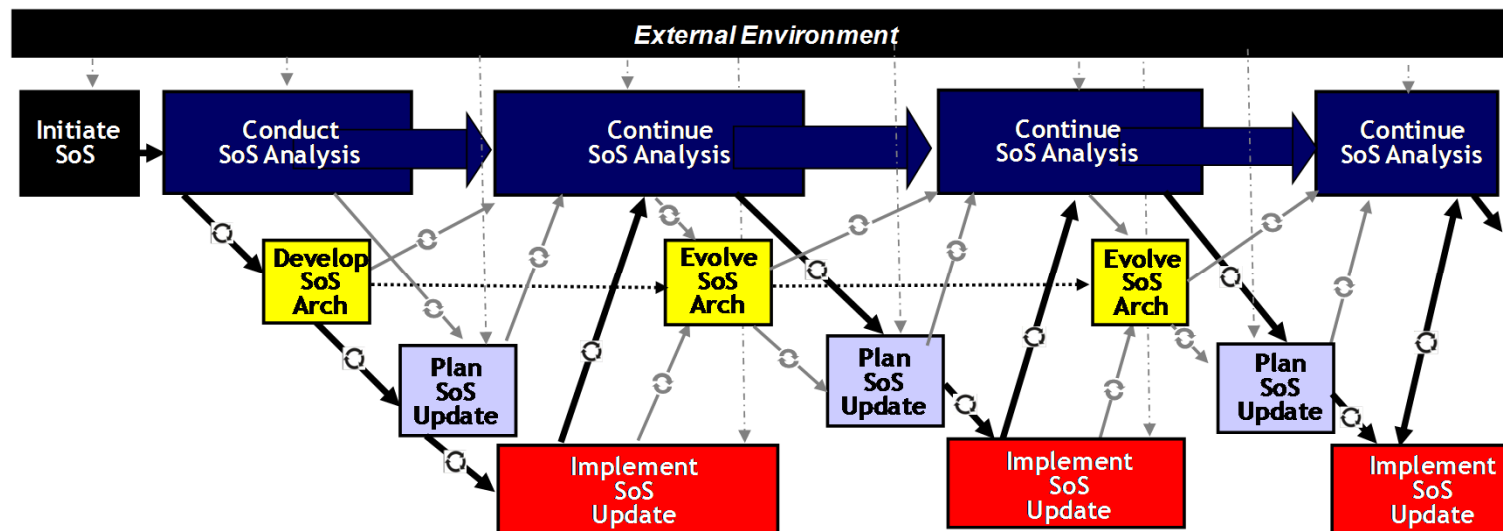 External Environment
Initiate
SoS
Conduct
SoS Analysis
Continue
SoS Analysis
Continue
SoS Analysis
Continue
SoS Analysis
Develop
SoS
Arch
Evolve
SoS
Arch
Evolve
SoS
Arch
Plan
SoS
Update
Plan
SoS
Update
Plan
SoS
Update
Implement
SoS
Update
Implement
SoS
Update
Implement
SoS
Update